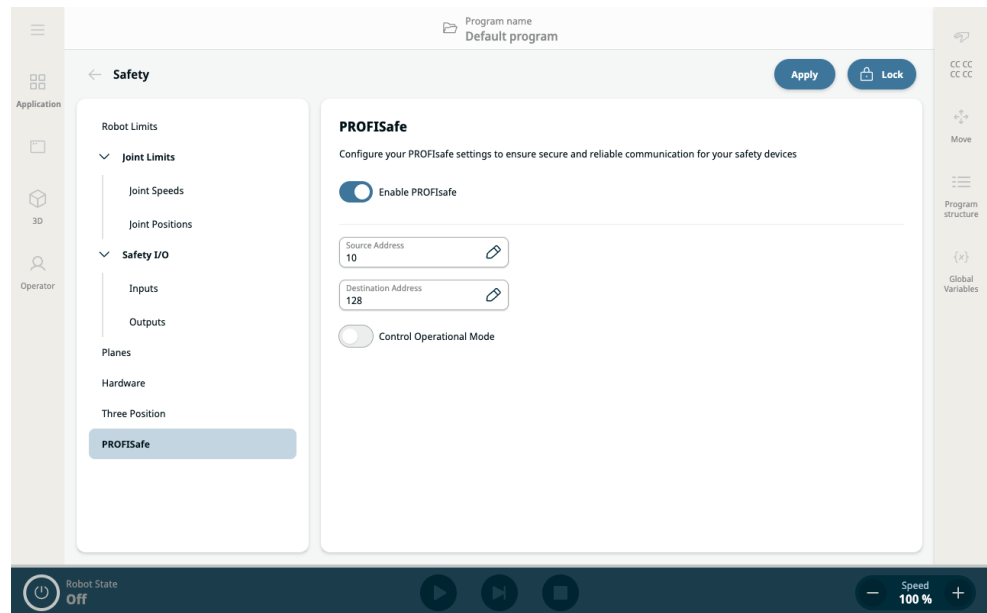 Program name
Default program
Safety
Apply
Lock
CC CC
CC CC
Application
Move
3D
Program
structure
Operator
{x}
Global
Variables
Robot Limits
Joint Limits
Joint Speeds
Joint Positions
Safety I/O
Inputs
Outputs
Planes
Hardware
Three Position
PROFISafe
PROFISafe
Configure your PROFIsafe settings to ensure secure and reliable communication for your safety devices
Enable PROFIsafe
Source Address
10
Destination Address
128
Control Operational Mode
Robot State
Off
Speed
100 %